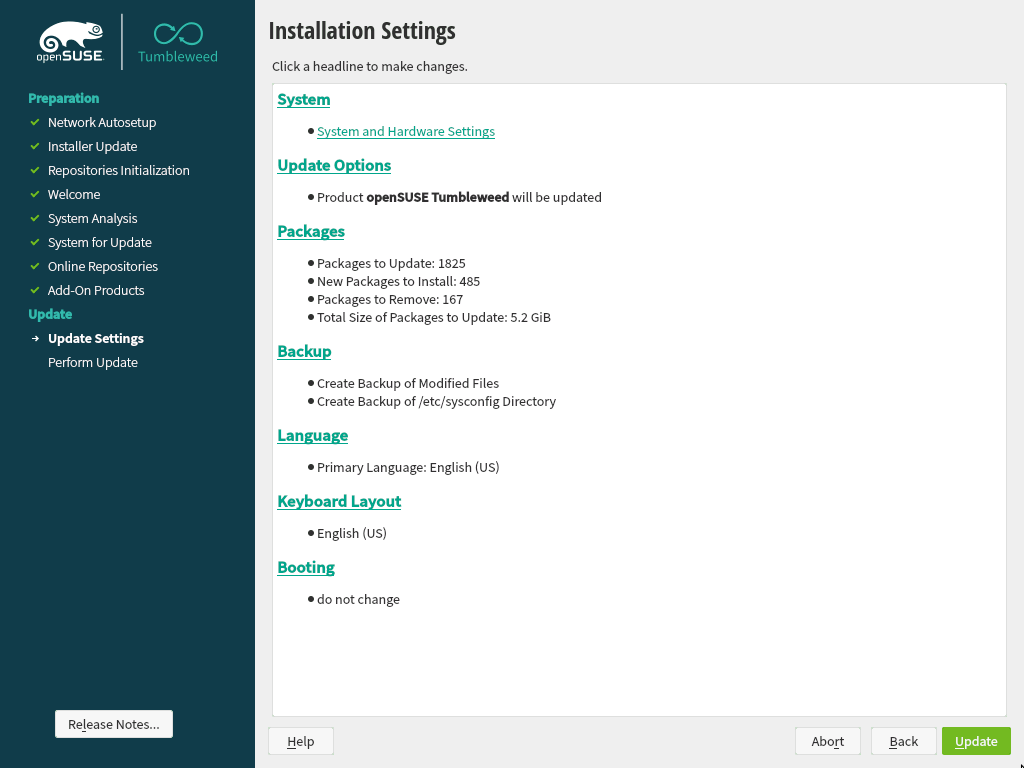 openSUSE
Tumbleweed
Preparation
Network Autosetup
Installer Update
Repositories Initialization
Welcome
System Analysis
System for Update
Online Repositories
Add-On Products
Update
Update Settings
Perform Update
Release Notes...
Installation Settings
Click a headline to make changes.
System
System and Hardware Settings
Update Options
Product openSUSE Tumbleweed will be updated
Packages
Packages to Update: 1825
New Packages to Install: 485
Packages to Remove: 167
Total Size of Packages to Update: 5.2 GiB
Backup
Create Backup of Modified Files
Create Backup of /etc/sysconfig Directory
Language
Primary Language: English (US)
Keyboard Layout
English (US)
Booting
do not change
Help
Abort
Back
Update